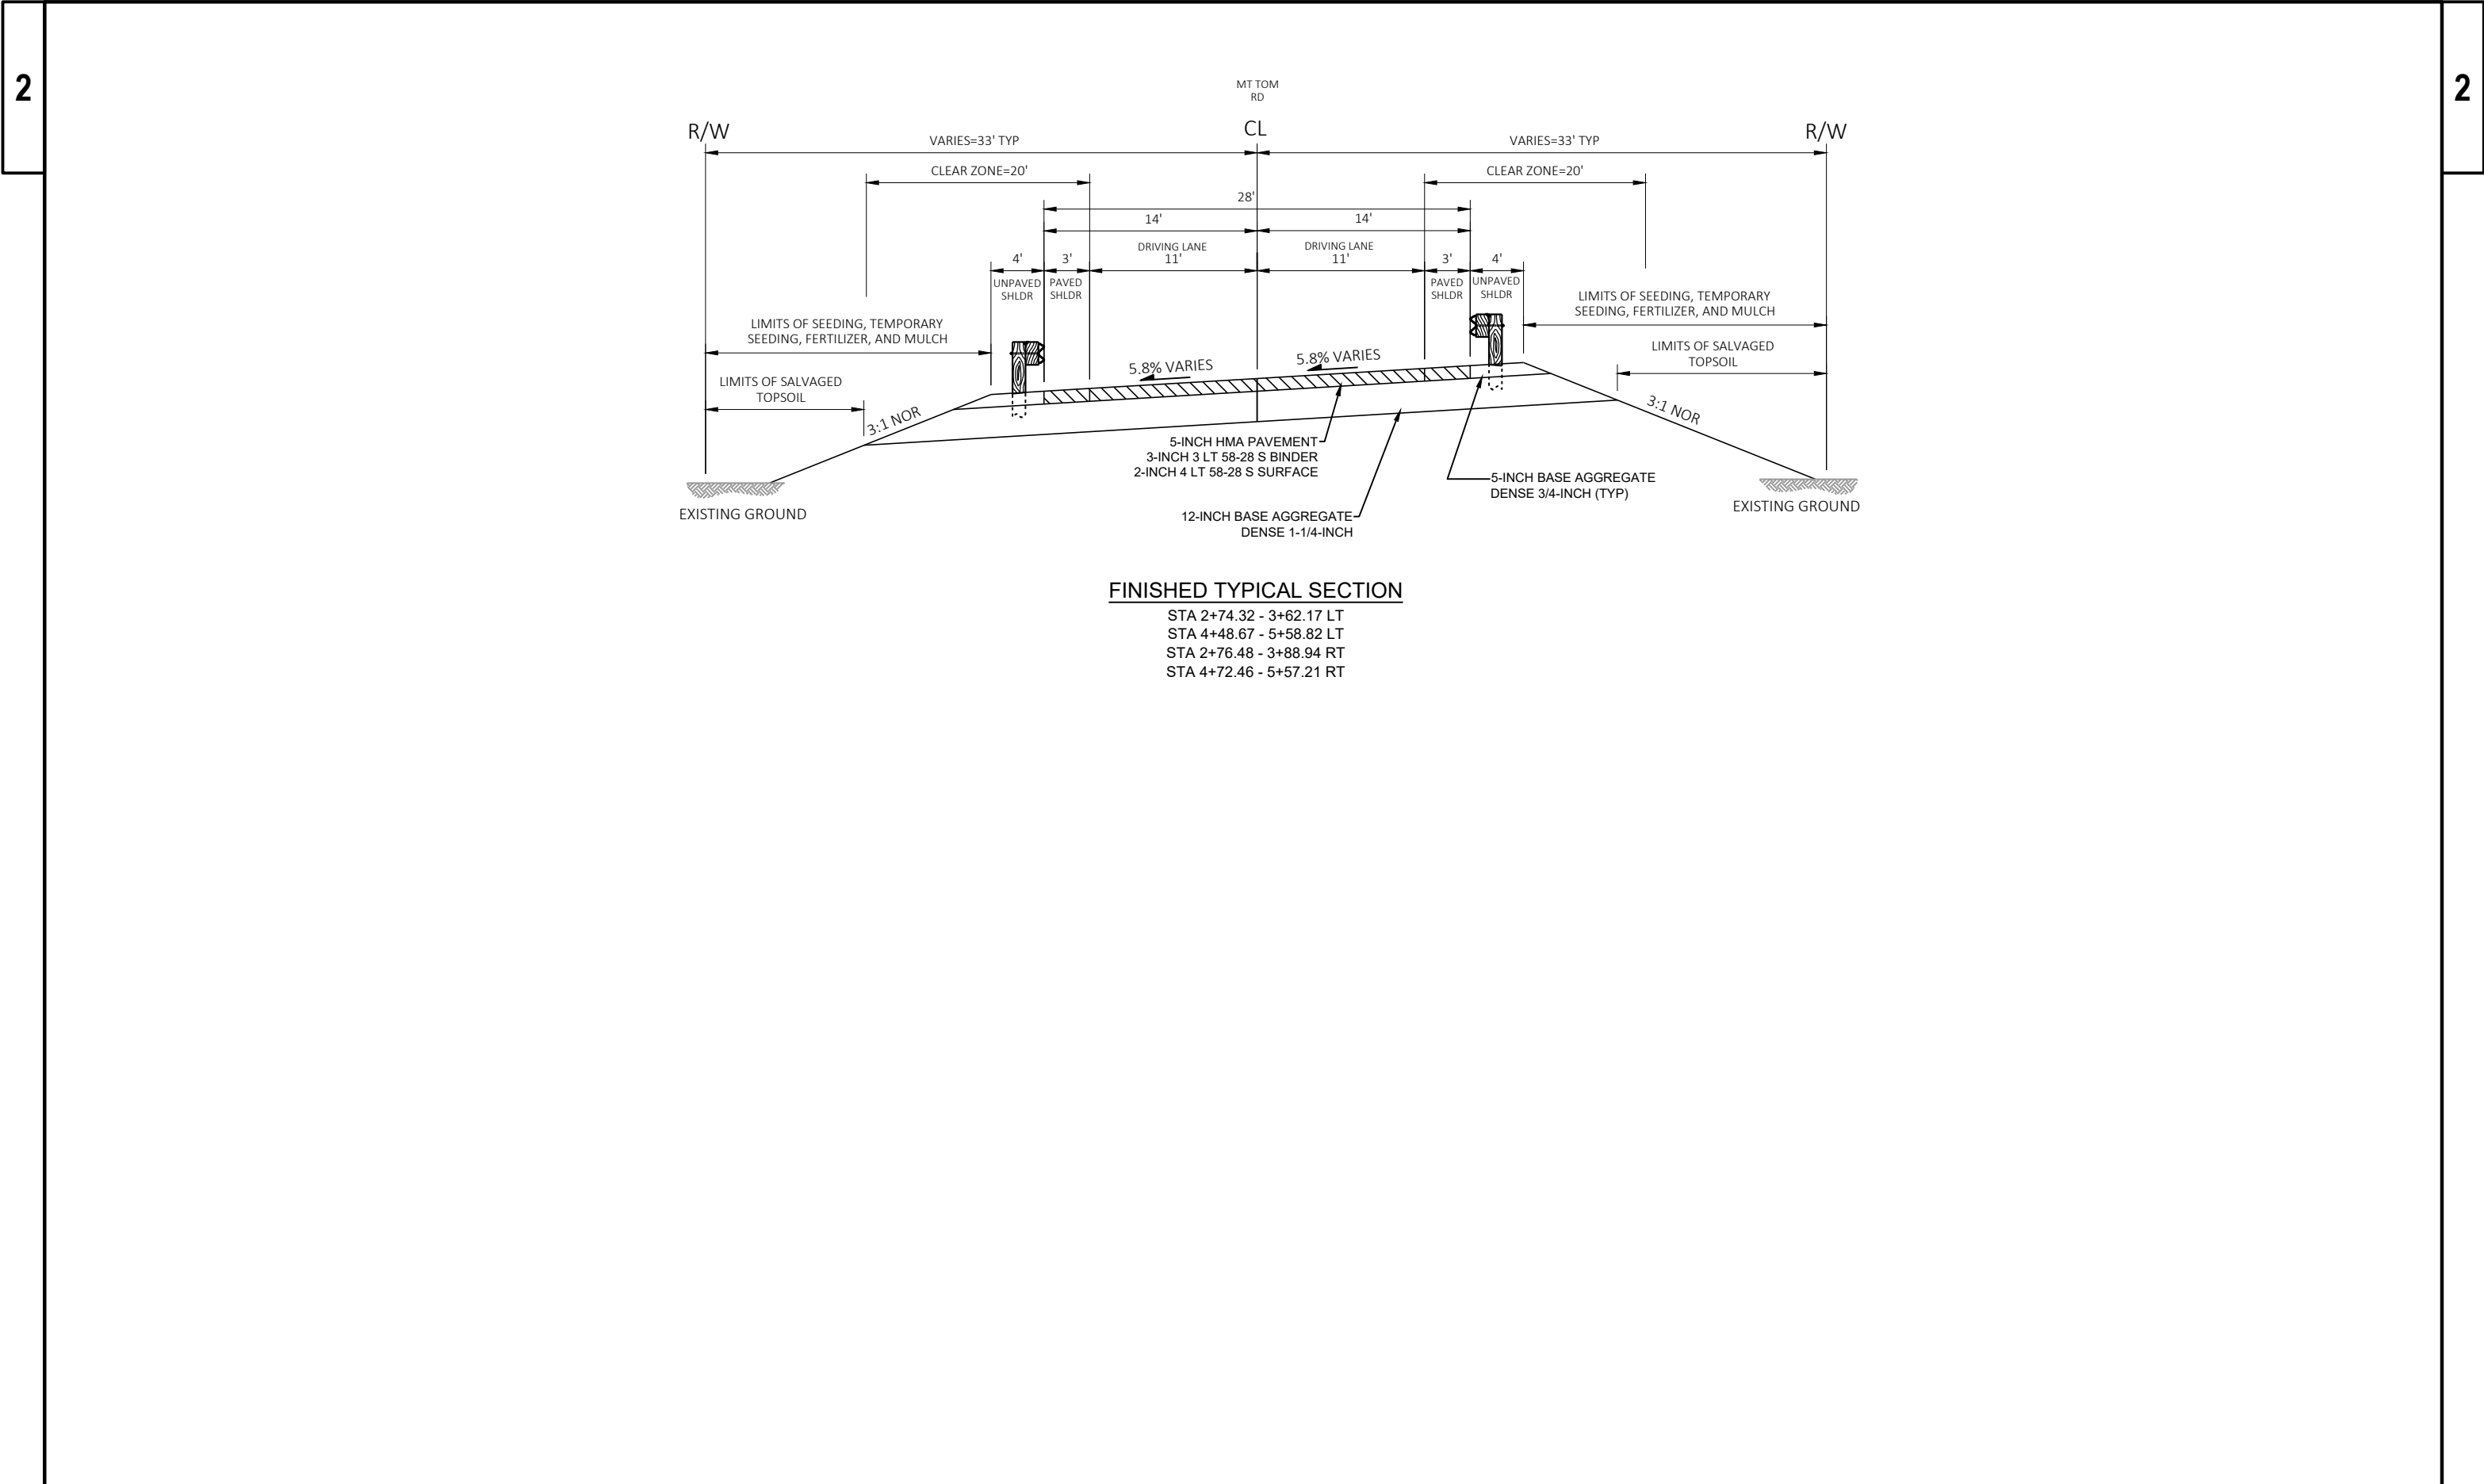 2
2
MT TOM
RD
R/W
CL
R/W
VARIES=33' TYP
VARIES=33' TYP
CLEAR ZONE=20'
CLEAR ZONE=20'
28'
14'
14'
DRIVING LANE
11'
DRIVING LANE
11'
4'
3'
3'
4'
UNPAVED
SHLDR
PAVED
SHLDR
PAVED
SHLDR
UNPAVED
SHLDR
LIMITS OF SEEDING, TEMPORARY
SEEDING, FERTILIZER, AND MULCH
LIMITS OF SEEDING, TEMPORARY
SEEDING, FERTILIZER, AND MULCH
LIMITS OF SALVAGED
TOPSOIL
LIMITS OF SALVAGED
TOPSOIL
5.8% VARIES
5.8% VARIES
3:1 NOR
3:1 NOR
5-INCH HMA PAVEMENT
3-INCH 3 LT 58-28 S BINDER
2-INCH 4 LT 58-28 S SURFACE
5-INCH BASE AGGREGATE
DENSE 3/4-INCH (TYP)
12-INCH BASE AGGREGATE
DENSE 1-1/4-INCH
EXISTING GROUND
EXISTING GROUND
FINISHED TYPICAL SECTION
STA 2+74.32 - 3+62.17 LT
STA 4+48.67 - 5+58.82 LT
STA 2+76.48 - 3+88.94 RT
STA 4+72.46 - 5+57.21 RT